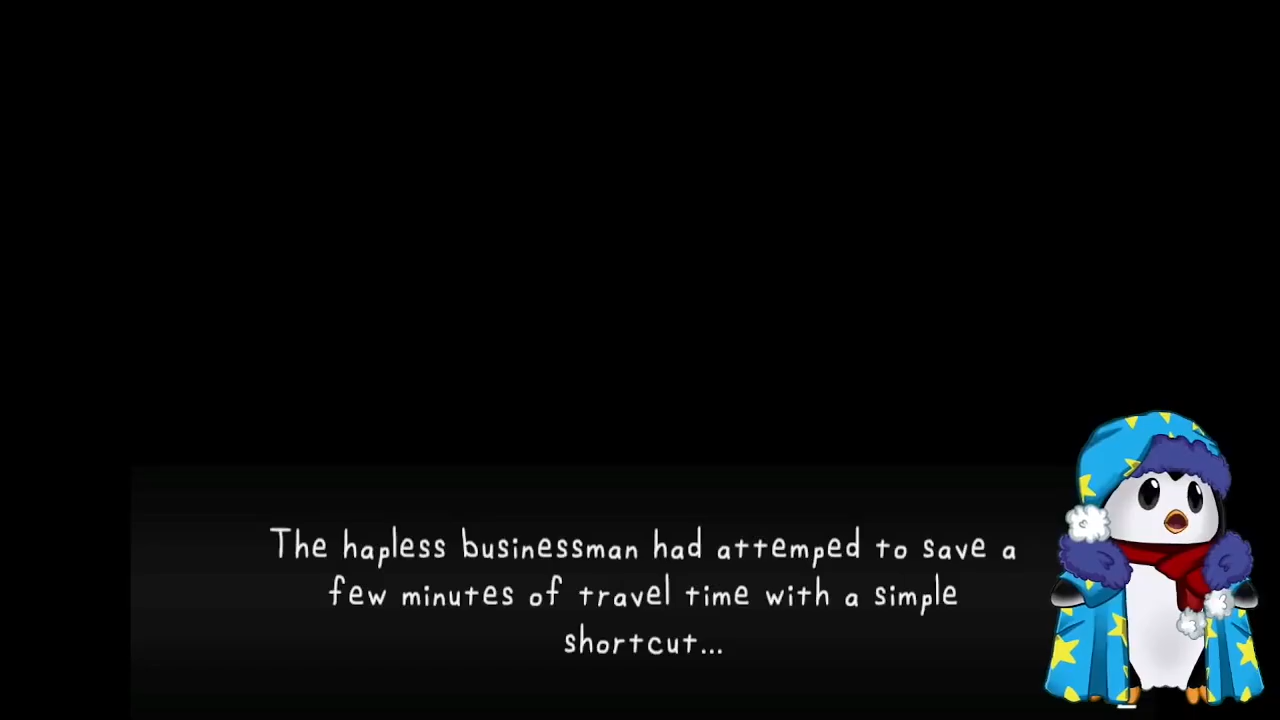 The hapless businessman had attemped to save a
few minutes of travel time with a simple
shortcut...